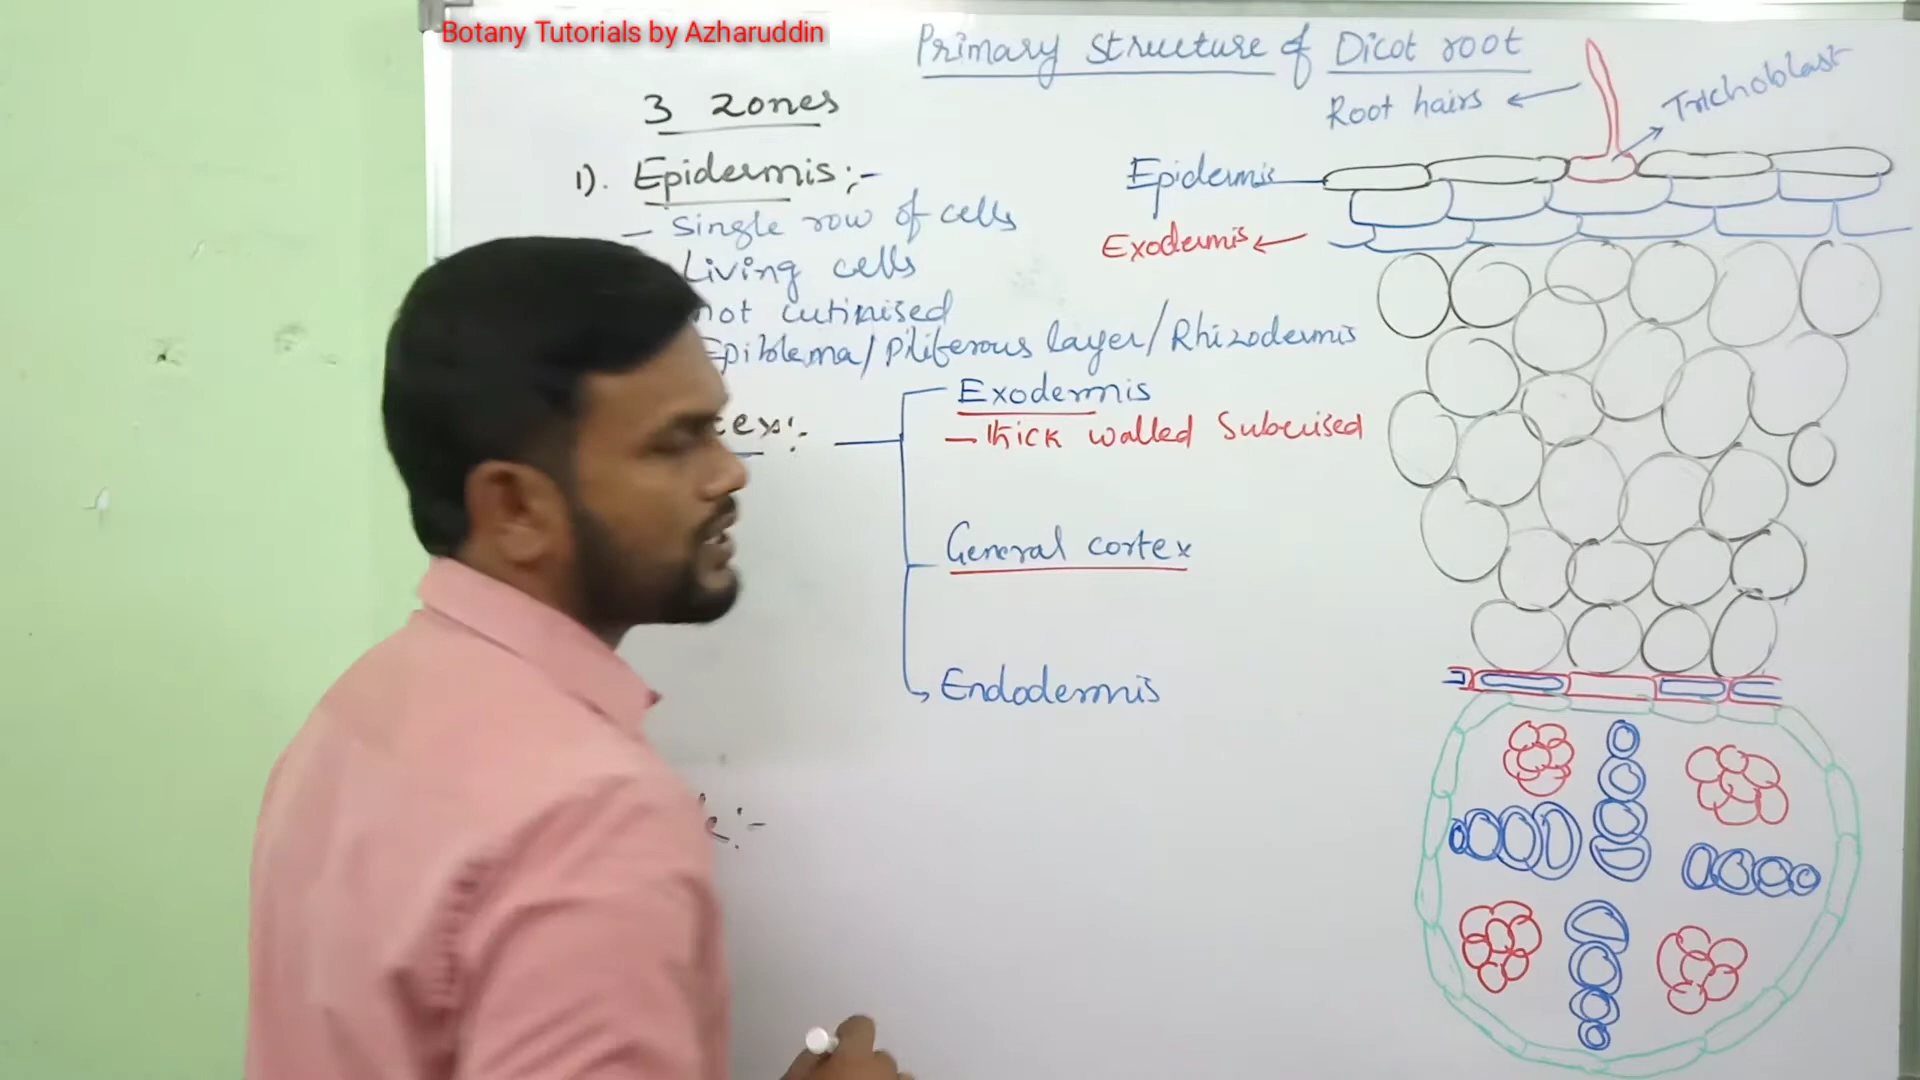 Botany Tutorials by Azharuddin
Primary structure of Dicot root
3 zones
Root hairs
Trichoblast
1). Epidermis:-
Epidermis
- single row of cells
Exodermis
Living cells
not cutinised
Epiblema/Piliferous layer/Rhizodermis
Exodermis
- thick walled Suberised
General cortex
Endodermis